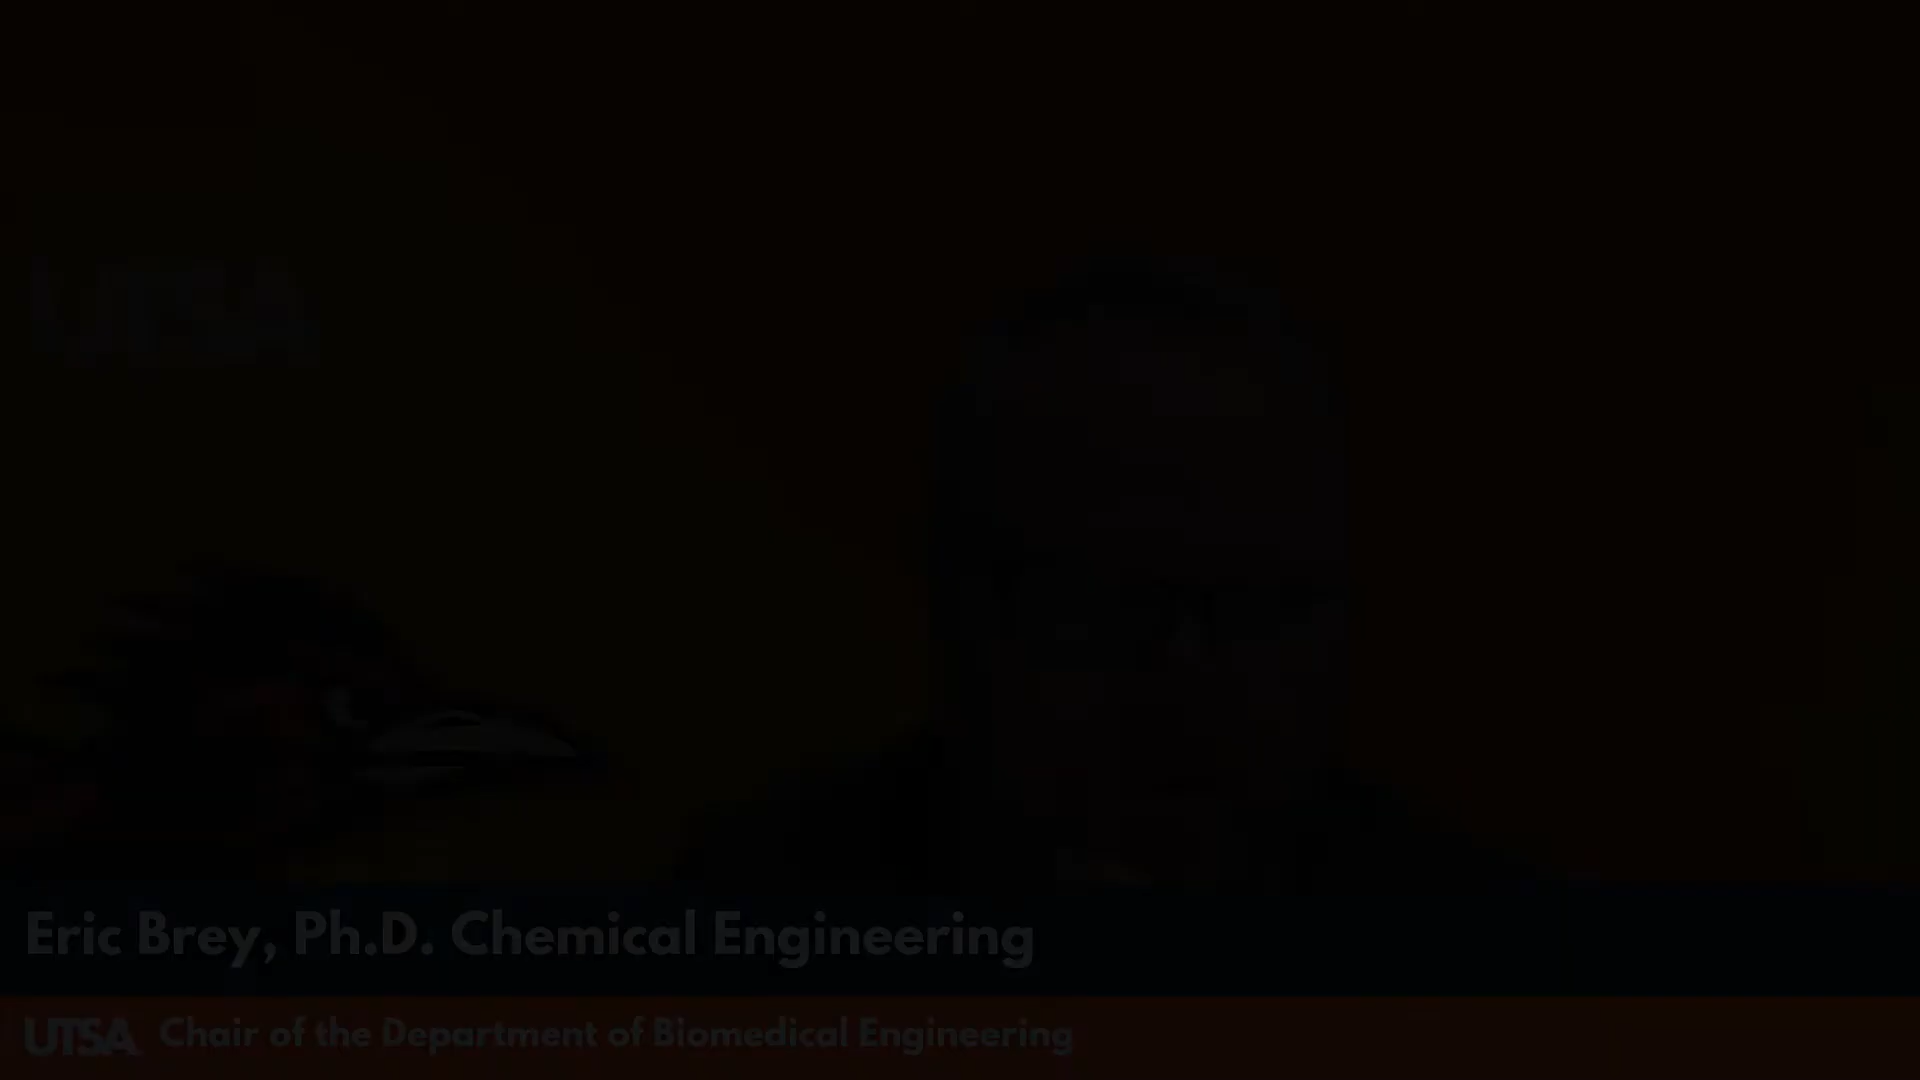 UTSA
Eric Brey, Ph.D. Chemical Engineering
UTSA Chair of the Department of Biomedical Engineering